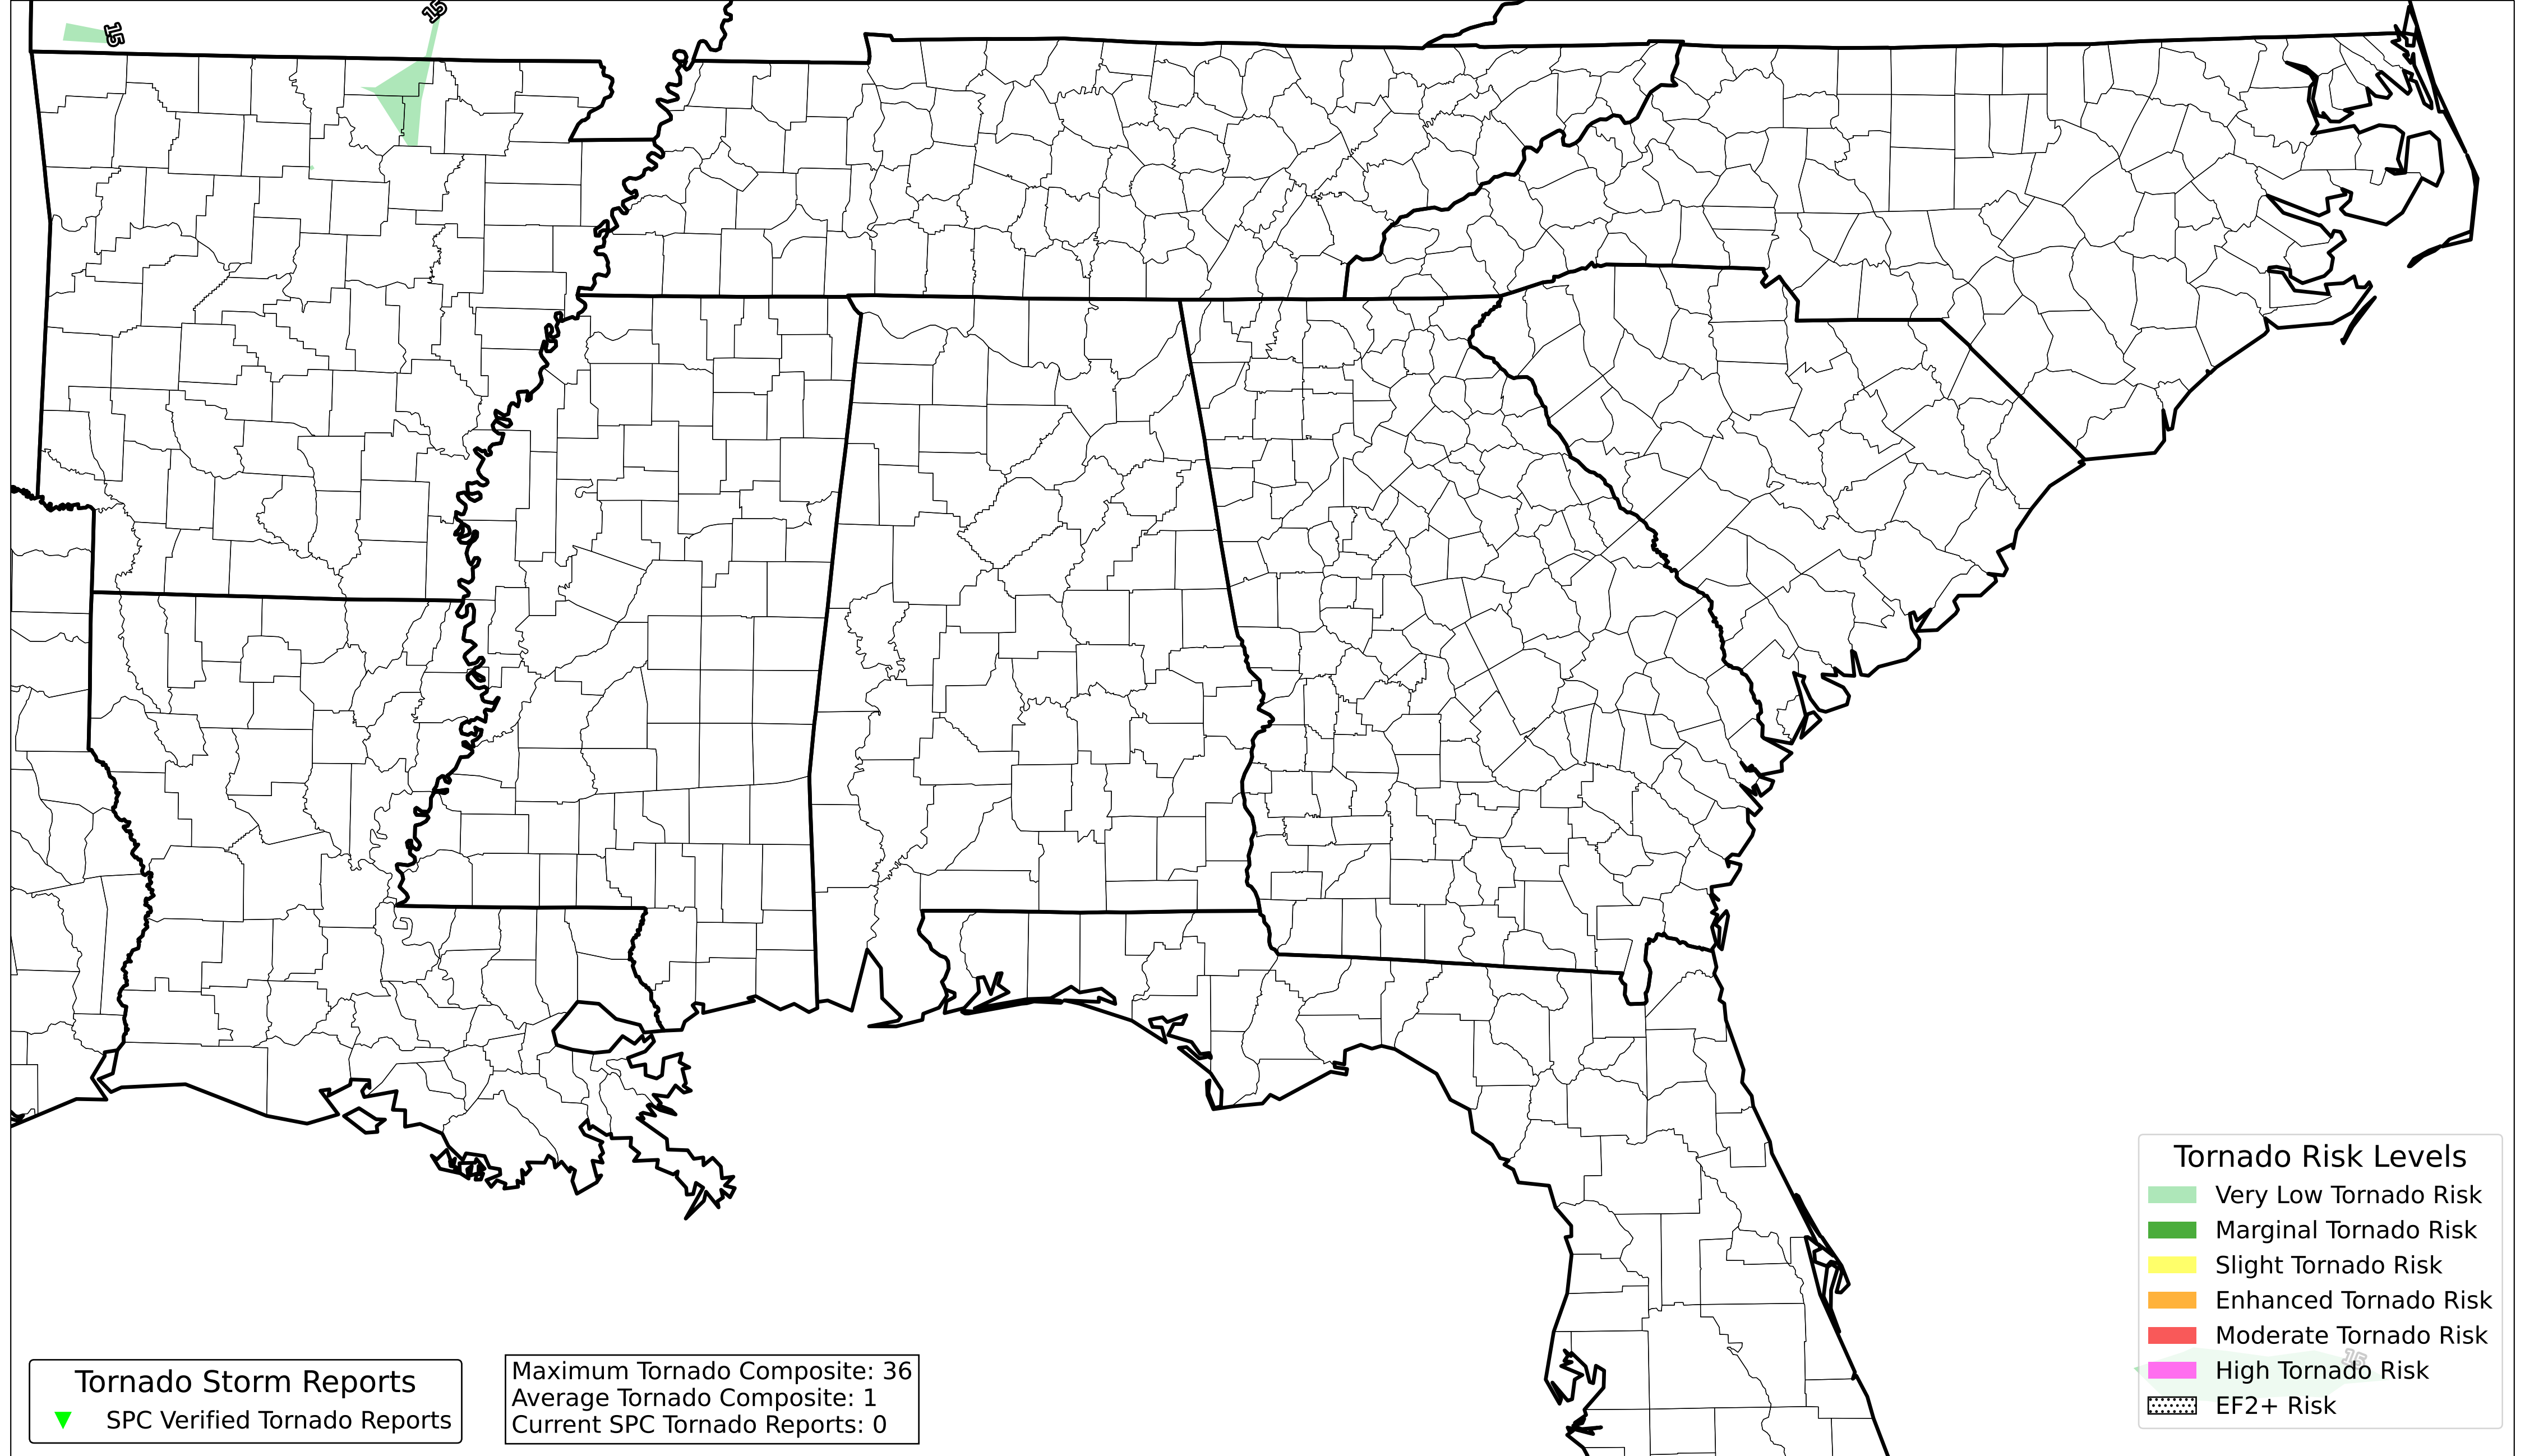 15
15
Tornado Risk Levels
Very Low Tornado Risk
Marginal Tornado Risk
Slight Tornado Risk
Enhanced Tornado Risk
Moderate Tornado Risk
High Tornado Risk
15
EF2+ Risk
Tornado Storm Reports
SPC Verified Tornado Reports
Maximum Tornado Composite: 36
Average Tornado Composite: 1
Current SPC Tornado Reports: 0